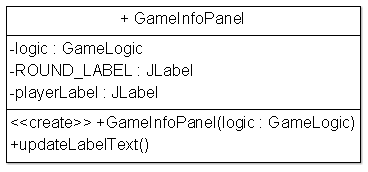 + GameInfoPanel
-logic : GameLogic
-ROUND_LABEL : JLabel
-playerLabel : JLabel
<<create>> +GameInfoPanel(logic : GameLogic)
+updateLabelText()